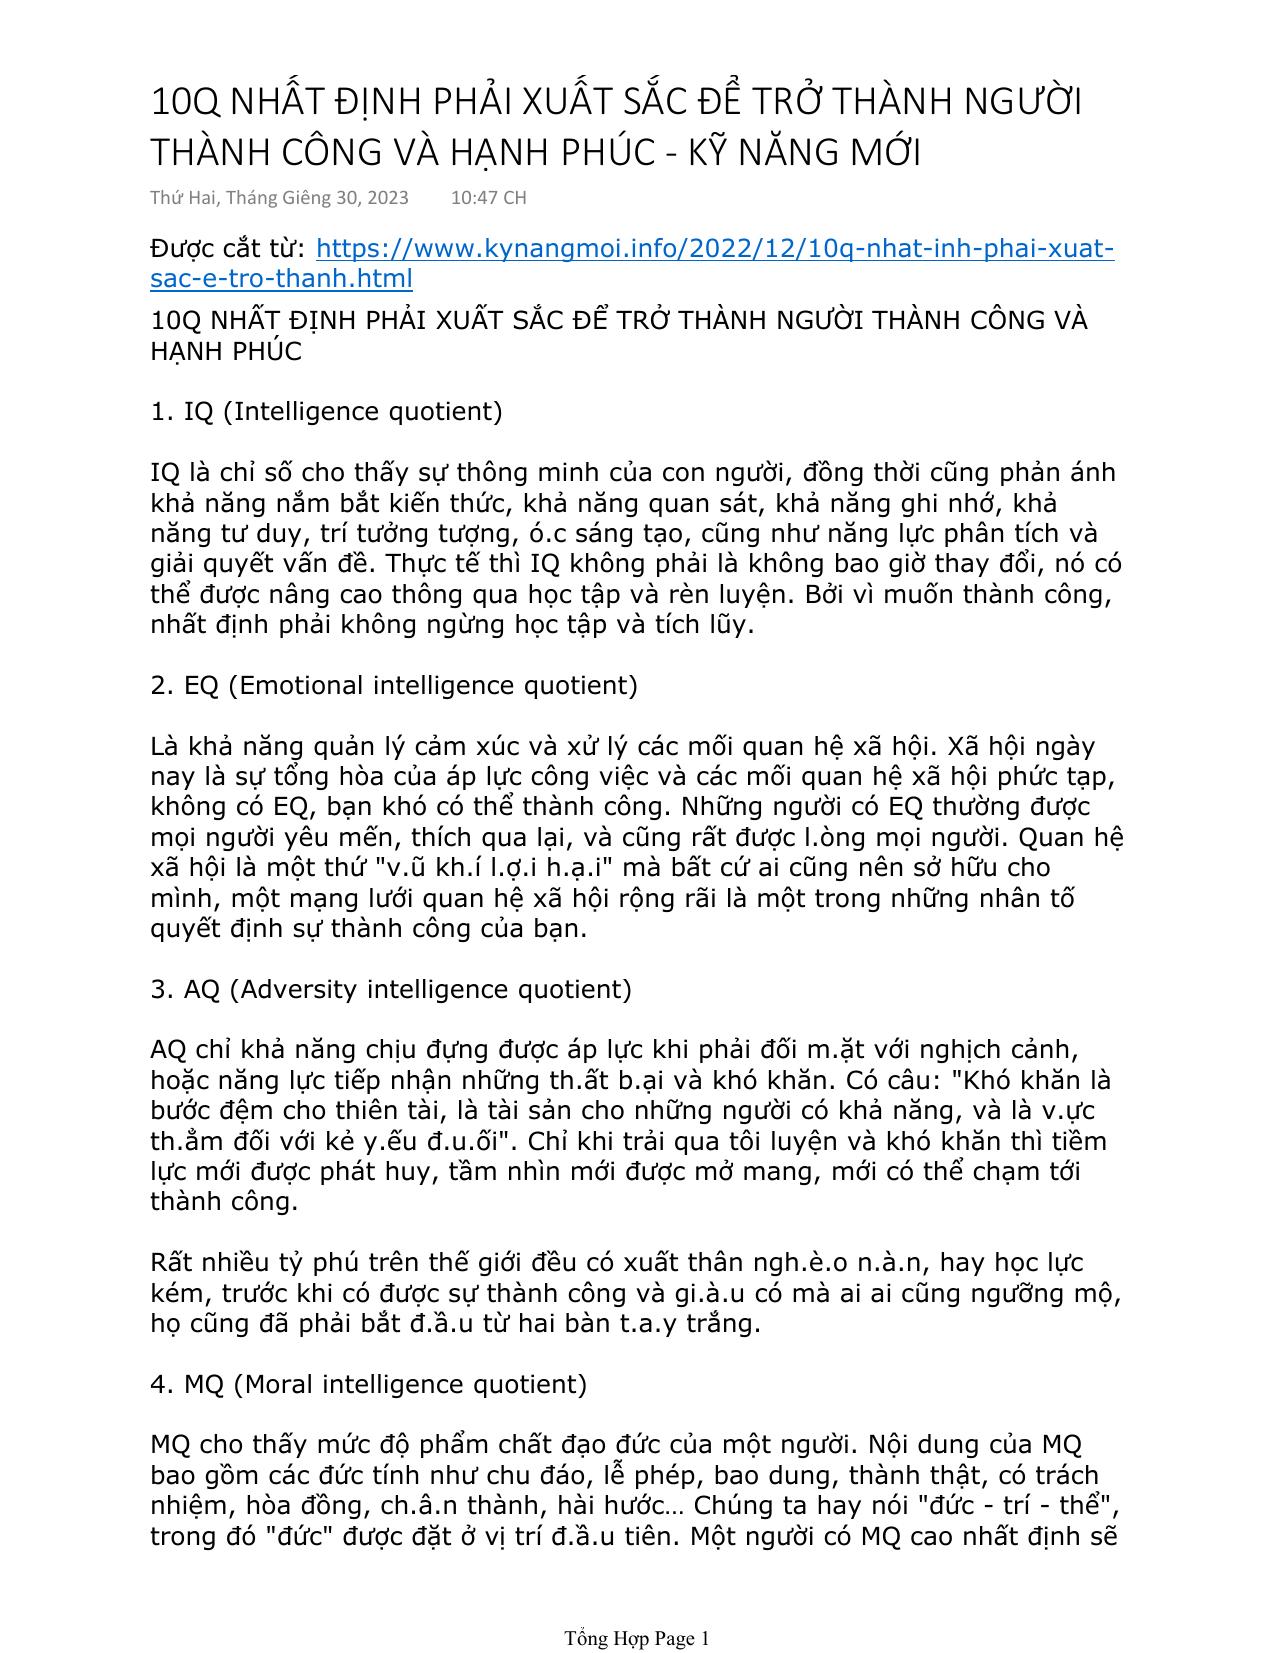 10Q NHẤT ĐỊNH PHẢI XUẤT SẮC ĐỂ TRỞ THÀNH NGƯỜI
THÀNH CÔNG VÀ HẠNH PHÚC - KỸ NĂNG MỚI
Thứ Hai, Tháng Giêng 30, 2023 10:47 CH
Được cắt từ: https://www.kynangmoi.info/2022/12/10q-nhat-inh-phai-xuat-
sac-e-tro-thanh.html
10Q NHẤT ĐỊNH PHẢI XUẤT SẮC ĐỂ TRỞ THÀNH NGƯỜI THÀNH CÔNG VÀ
HẠNH PHÚC
1. IQ (Intelligence quotient)
IQ là chỉ số cho thấy sự thông minh của con người, đồng thời cũng phản ánh
khả năng nắm bắt kiến thức, khả năng quan sát, khả năng ghi nhớ, khả
năng tư duy, trí tưởng tượng, ó.c sáng tạo, cũng như năng lực phân tích và
giải quyết vấn đề. Thực tế thì IQ không phải là không bao giờ thay đổi, nó có
thể được nâng cao thông qua học tập và rèn luyện. Bởi vì muốn thành công,
nhất định phải không ngừng học tập và tích lũy.
2. EQ (Emotional intelligence quotient)
Là khả năng quản lý cảm xúc và xử lý các mối quan hệ xã hội. Xã hội ngày
nay là sự tổng hòa của áp lực công việc và các mối quan hệ xã hội phức tạp,
không có EQ, bạn khó có thể thành công. Những người có EQ thường được
mọi người yêu mến, thích qua lại, và cũng rất được l.òng mọi người. Quan hệ
xã hội là một thứ "v.ũ kh.í l.ợ.i h.ạ.i" mà bất cứ ai cũng nên sở hữu cho
mình, một mạng lưới quan hệ xã hội rộng rãi là một trong những nhân tố
quyết định sự thành công của bạn.
3. AQ (Adversity intelligence quotient)
AQ chỉ khả năng chịu đựng được áp lực khi phải đối m.ặt với nghịch cảnh,
hoặc năng lực tiếp nhận những th.ất b.ại và khó khăn. Có câu: "Khó khăn là
bước đệm cho thiên tài, là tài sản cho những người có khả năng, và là v.ực
th.ẳm đối với kẻ y.ếu đ.u.ối". Chỉ khi trải qua tôi luyện và khó khăn thì tiềm
lực mới được phát huy, tầm nhìn mới được mở mang, mới có thể chạm tới
thành công.
Rất nhiều tỷ phú trên thế giới đều có xuất thân ngh.è.o n.à.n, hay học lực
kém, trước khi có được sự thành công và gi.à.u có mà ai ai cũng ngưỡng mộ,
họ cũng đã phải bắt đ.ầ.u từ hai bàn t.a.y trắng.
4. MQ (Moral intelligence quotient)
MQ cho thấy mức độ phẩm chất đạo đức của một người. Nội dung của MQ
bao gồm các đức tính như chu đáo, lễ phép, bao dung, thành thật, có trách
nhiệm, hòa đồng, ch.â.n thành, hài hước… Chúng ta hay nói "đức - trí - thể",
trong đó "đức" được đặt ở vị trí đ.ầ.u tiên. Một người có MQ cao nhất định sẽ
Tổng Hợp Page 1